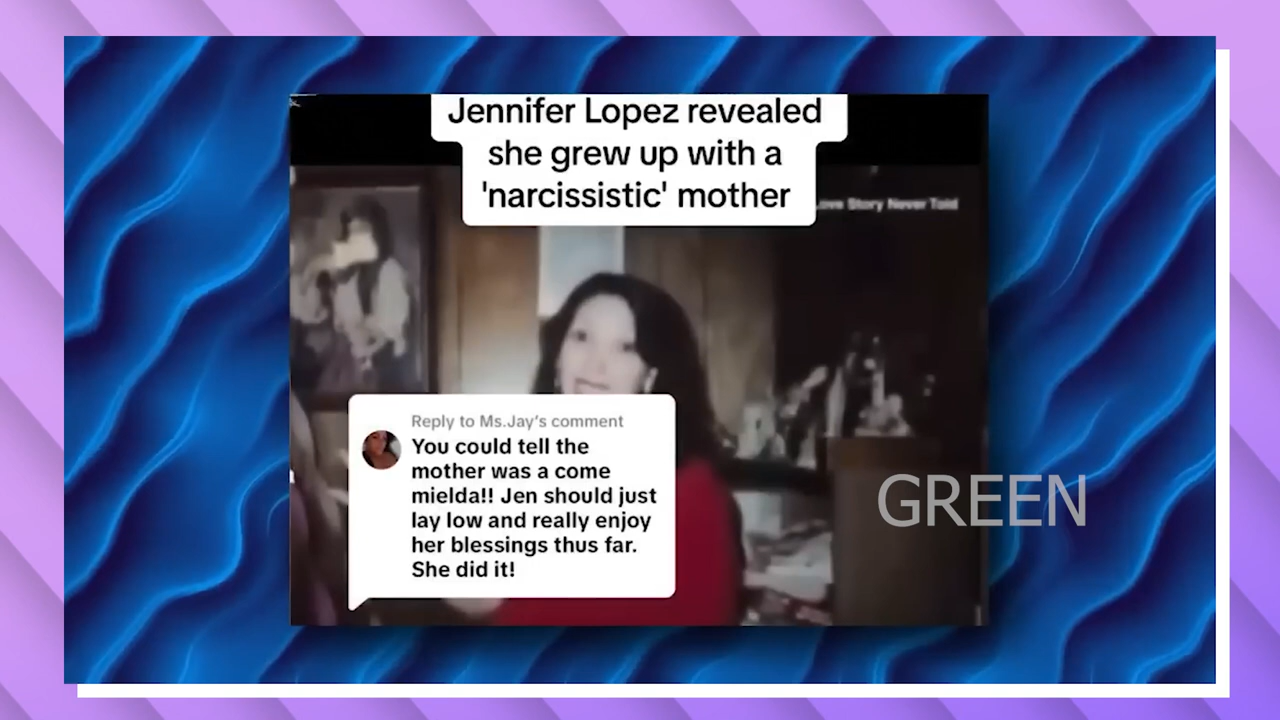 Jennifer Lopez revealed
she grew up with a
'narcissistic' mother
Love Story Never Told
Reply to Ms.Jay's comment
You could tell the
mother was a come
mielda!! Jen should just
lay low and really enjoy
her blessings thus far.
She did it!
GREEN